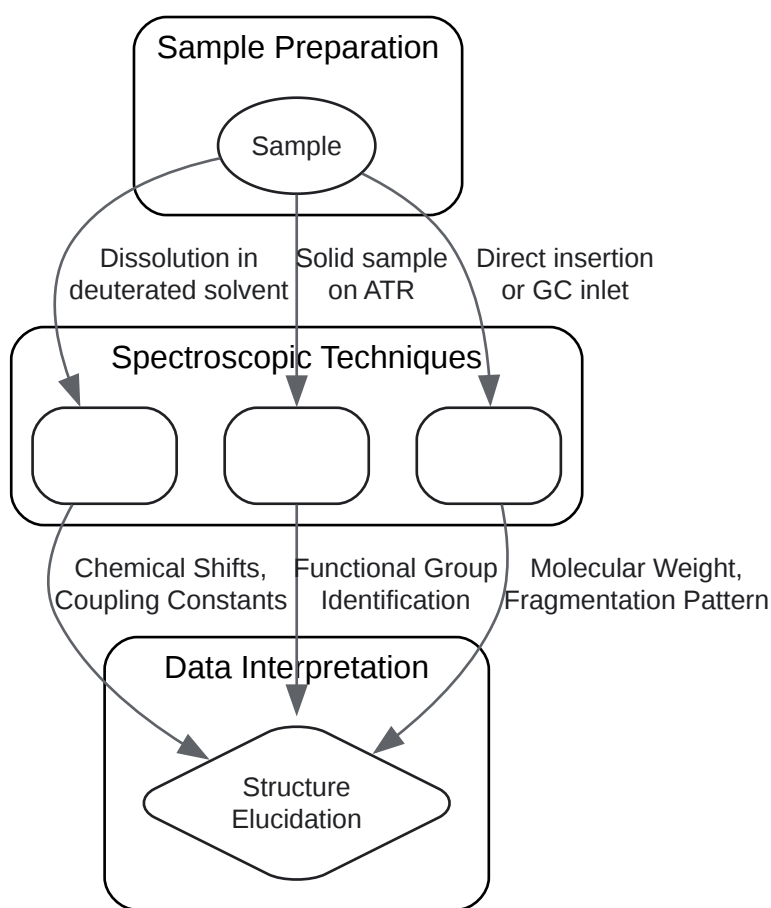 Sample Preparation
Sample
Dissolution in
deuterated solvent
Solid sample
on ATR
Direct insertion
or GC inlet
Spectroscopic Techniques
Chemical Shifts,
Coupling Constants
Functional Group
Identification
Molecular Weight,
Fragmentation Pattern
Data Interpretation
Structure
Elucidation